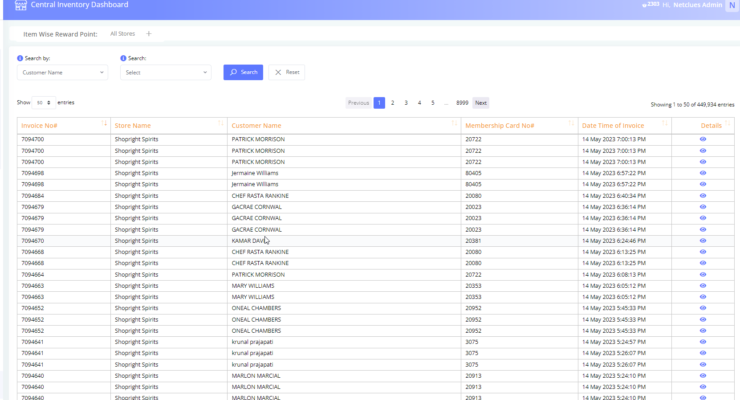 Central Inventory Dashboard 2303 Hi, Netclues Admin N
Item Wise Reward Point: All Stores +
Search by: Search:
Customer Name Select Search Reset
Show 50 entries Previous 1 2 3 4 5 ... 8999 Next Showing 1 to 50 of 449,934 entries
Invoice No# Store Name Customer Name Membership Card No# Date Time of Invoice Details
7094700 Shopright Spirits PATRICK MORRISON 20722 14 May 2023 7:00:13 PM
7094700 Shopright Spirits PATRICK MORRISON 20722 14 May 2023 7:00:13 PM
7094700 Shopright Spirits PATRICK MORRISON 20722 14 May 2023 7:00:13 PM
7094698 Shopright Spirits Jermaine Williams 80405 14 May 2023 6:57:22 PM
7094698 Shopright Spirits Jermaine Williams 80405 14 May 2023 6:57:22 PM
7094684 Shopright Spirits CHEF RASTA RANKINE 20080 14 May 2023 6:40:34 PM
7094679 Shopright Spirits GACRAE CORNWAL 20023 14 May 2023 6:36:14 PM
7094679 Shopright Spirits GACRAE CORNWAL 20023 14 May 2023 6:36:14 PM
7094679 Shopright Spirits GACRAE CORNWAL 20023 14 May 2023 6:36:14 PM
7094670 Shopright Spirits KAMAR 20381 14 May 2023 6:24:46 PM
7094668 Shopright Spirits CHEF RASTA RANKINE 20080 14 May 2023 6:13:25 PM
7094668 Shopright Spirits CHEF RASTA RANKINE 20080 14 May 2023 6:13:25 PM
7094664 Shopright Spirits PATRICK MORRISON 20722 14 May 2023 6:08:13 PM
7094663 Shopright Spirits MARY WILLIAMS 20353 14 May 2023 6:05:12 PM
7094663 Shopright Spirits MARY WILLIAMS 20353 14 May 2023 6:05:12 PM
7094652 Shopright Spirits ONEAL CHAMBERS 20952 14 May 2023 5:45:33 PM
7094652 Shopright Spirits ONEAL CHAMBERS 20952 14 May 2023 5:45:33 PM
7094652 Shopright Spirits ONEAL CHAMBERS 20952 14 May 2023 5:45:33 PM
7094641 Shopright Spirits krunal prajapati 3075 14 May 2023 5:24:57 PM
7094641 Shopright Spirits krunal prajapati 3075 14 May 2023 5:26:07 PM
7094641 Shopright Spirits krunal prajapati 3075 14 May 2023 5:26:07 PM
7094640 Shopright Spirits MARLON MARCIAL 20913 14 May 2023 5:24:10 PM
7094640 Shopright Spirits MARLON MARCIAL 20913 14 May 2023 5:24:10 PM
7094640 Shopright Spirits MARLON MARCIAL 20913 14 May 2023 5:24:10 PM